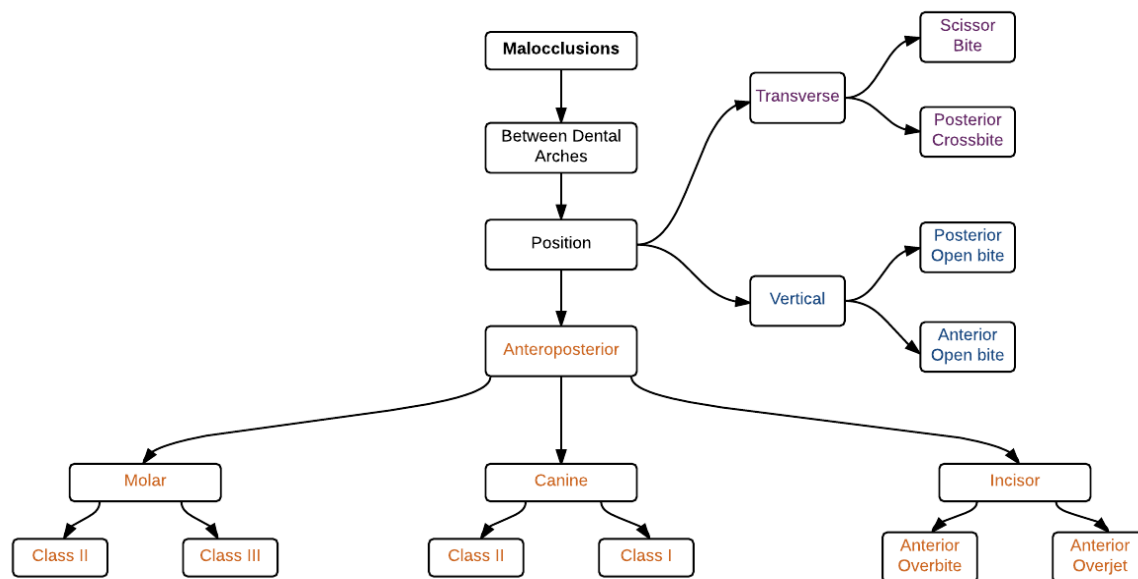 Malocclusions
Between Dental
Arches
Position
Transverse
Scissor
Bite
Posterior
Crossbite
Vertical
Posterior
Open bite
Anterior
Open bite
Anteroposterior
Molar
Canine
Incisor
Class II
Class III
Class II
Class I
Anterior
Overbite
Anterior
Overjet